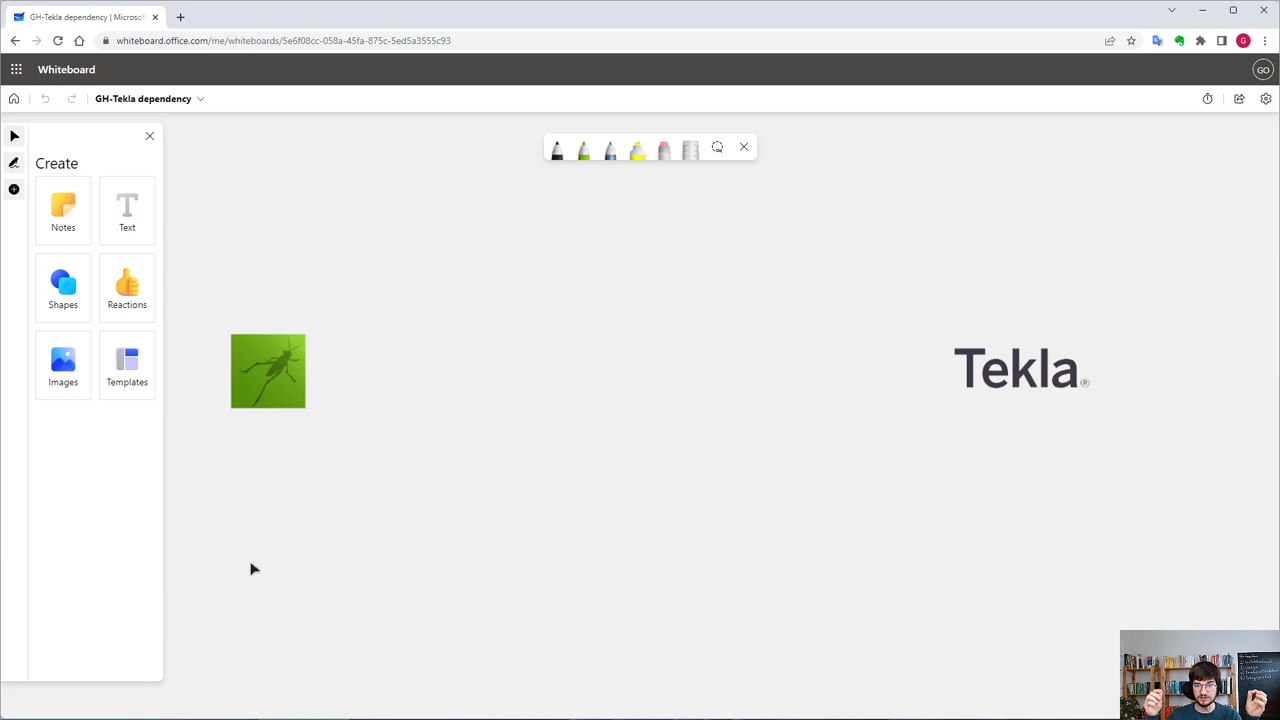 GH-Tekla dependency | Microsof
whiteboard.office.com/me/whiteboards/5e6f08cc-058a-45fa-875c-5ed5a3555c93
G
Whiteboard
GO
GH-Tekla dependency
Create
Notes
Text
Shapes
Reactions
Images
Templates
Tekla®